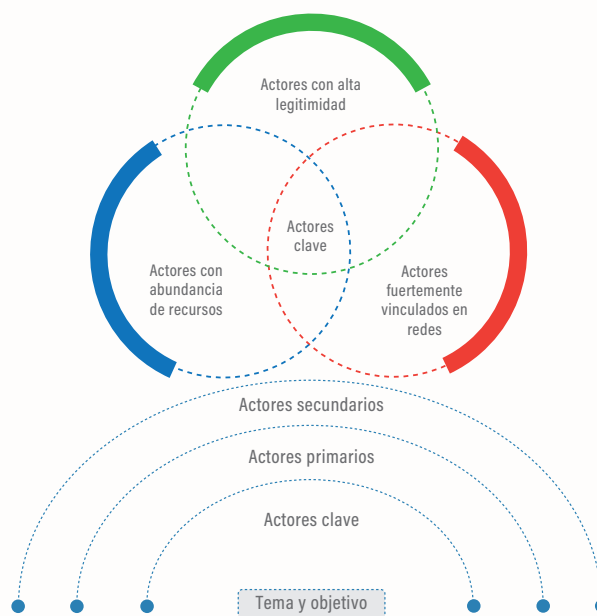 Actores con alta
legitimidad
Actores
clave
Actores con
abundancia
de recursos
Actores
fuertemente
vinculados en
redes
Actores secundarios
Actores primarios
Actores clave
Tema y objetivo